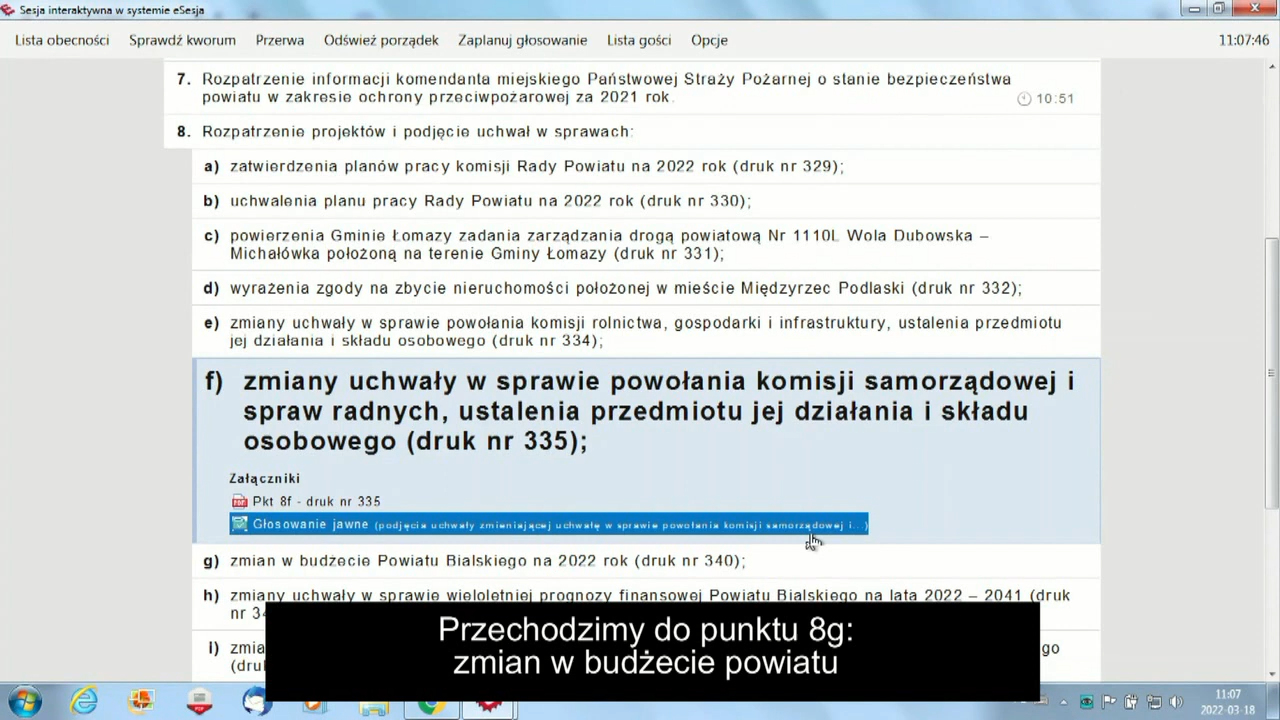 Sesja interaktywna w systemie eSesja
Lista obecności Sprawdź kworum Przerwa Odśwież porządek Zaplanuj głosowanie Lista gości Opcje 11:07:46
7. Rozpatrzenie informacji komendanta miejskiego Państwowej Straży Pożarnej o stanie bezpieczeństwa
powiatu w zakresie ochrony przeciwpożarowej za 2021 rok.
10:51
8. Rozpatrzenie projektów i podjęcie uchwał w sprawach:
a) zatwierdzenia planów pracy komisji Rady Powiatu na 2022 rok (druk nr 329);
b) uchwalenia planu pracy Rady Powiatu na 2022 rok (druk nr 330);
c) powierzenia Gminie Łomazy zadania zarządzania drogą powiatową Nr 1110L Wola Dubowska –
Michałówka położoną na terenie Gminy Łomazy (druk nr 331);
d) wyrażenia zgody na zbycie nieruchomości położonej w mieście Międzyrzec Podlaski (druk nr 332);
e) zmiany uchwały w sprawie powołania komisji rolnictwa, gospodarki i infrastruktury, ustalenia przedmiotu
jej działania i składu osobowego (druk nr 334);
f) zmiany uchwały w sprawie powołania komisji samorządowej i
spraw radnych, ustalenia przedmiotu jej działania i składu
osobowego (druk nr 335);
Załączniki
Pkt 8f - druk nr 335
Głosowanie jawne (podjęcia uchwały zmieniającej uchwałę w sprawie powołania komisji samorządowej i...)
g) zmian w budżecie Powiatu Bialskiego na 2022 rok (druk nr 340);
h) zmiany uchwały w sprawie wieloletniej prognozy finansowej Powiatu Bialskiego na lata 2022 – 2041 (druk
nr
i)
(druk
Przechodzimy do punktu 8g:
zmian w budżecie powiatu
11:07
2022-03-18